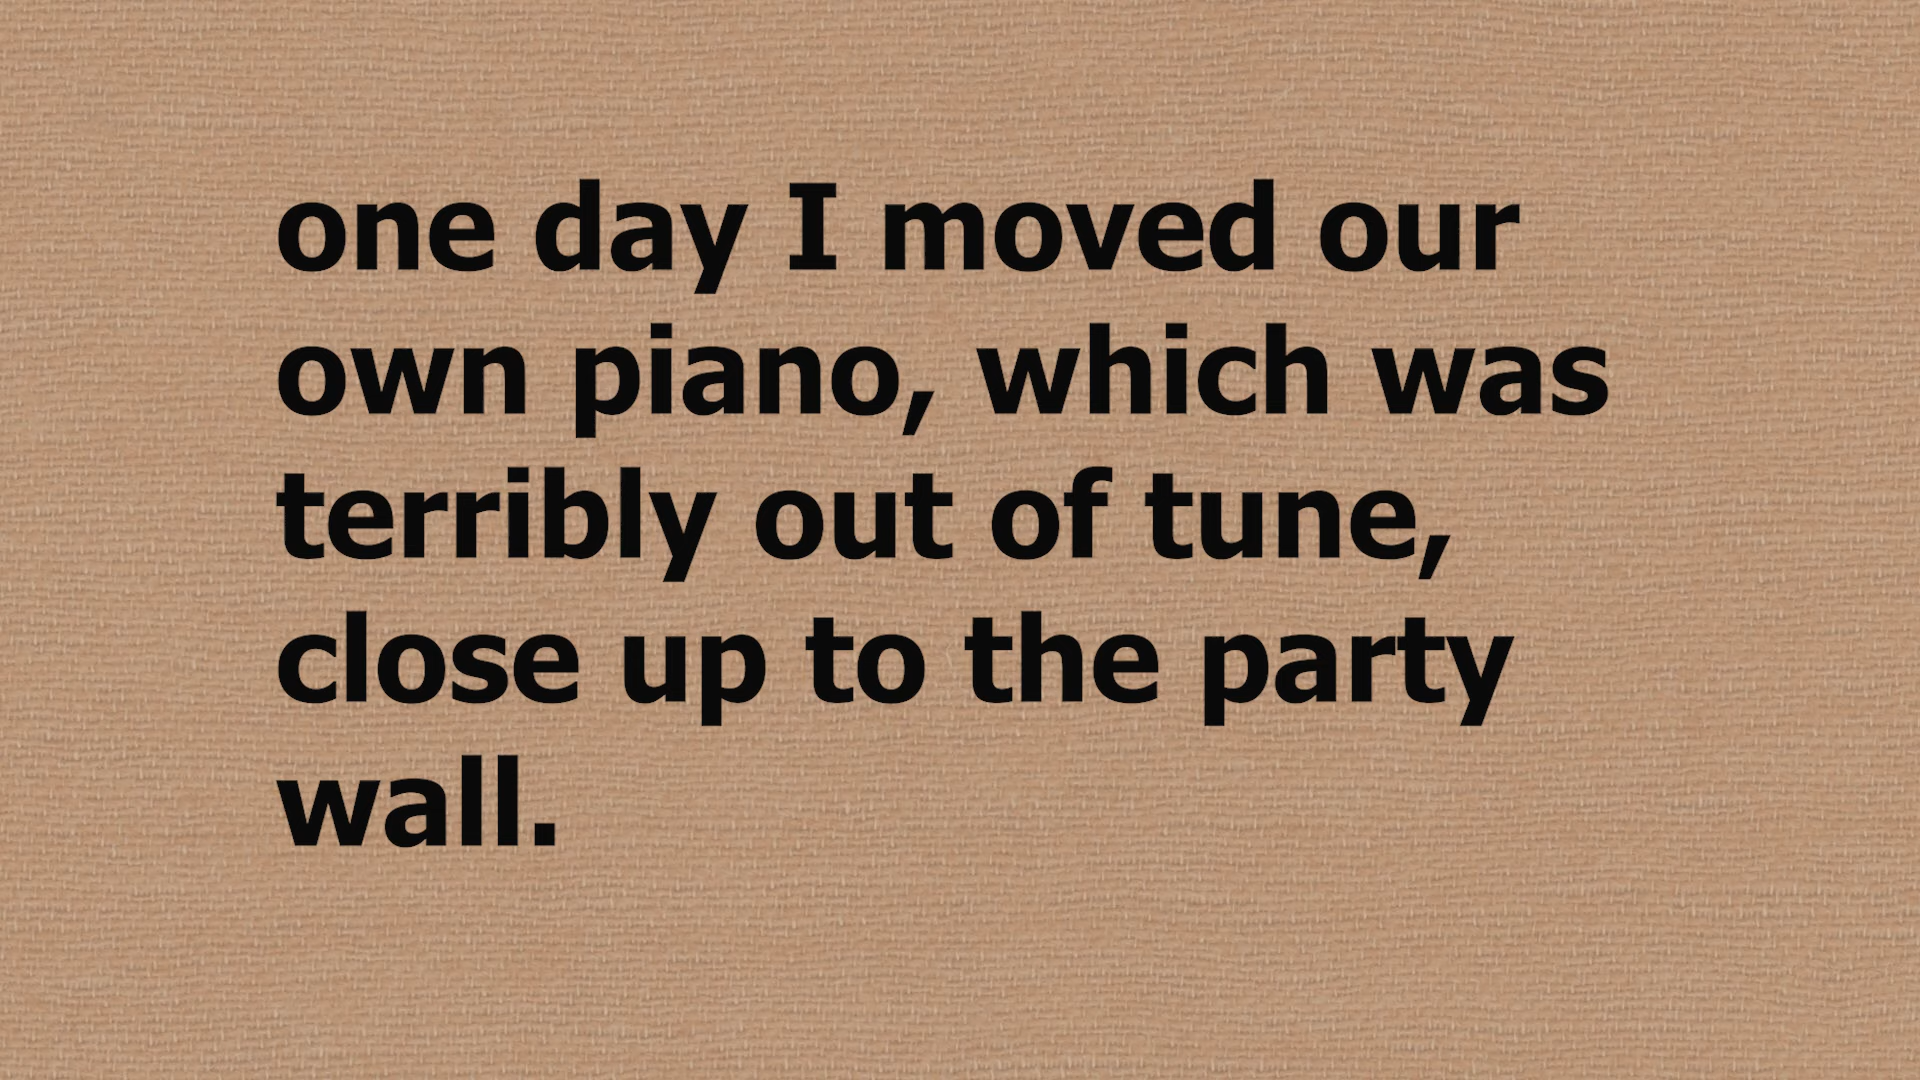 one day I moved our
own piano, which was
terribly out of tune,
close up to the party
wall.